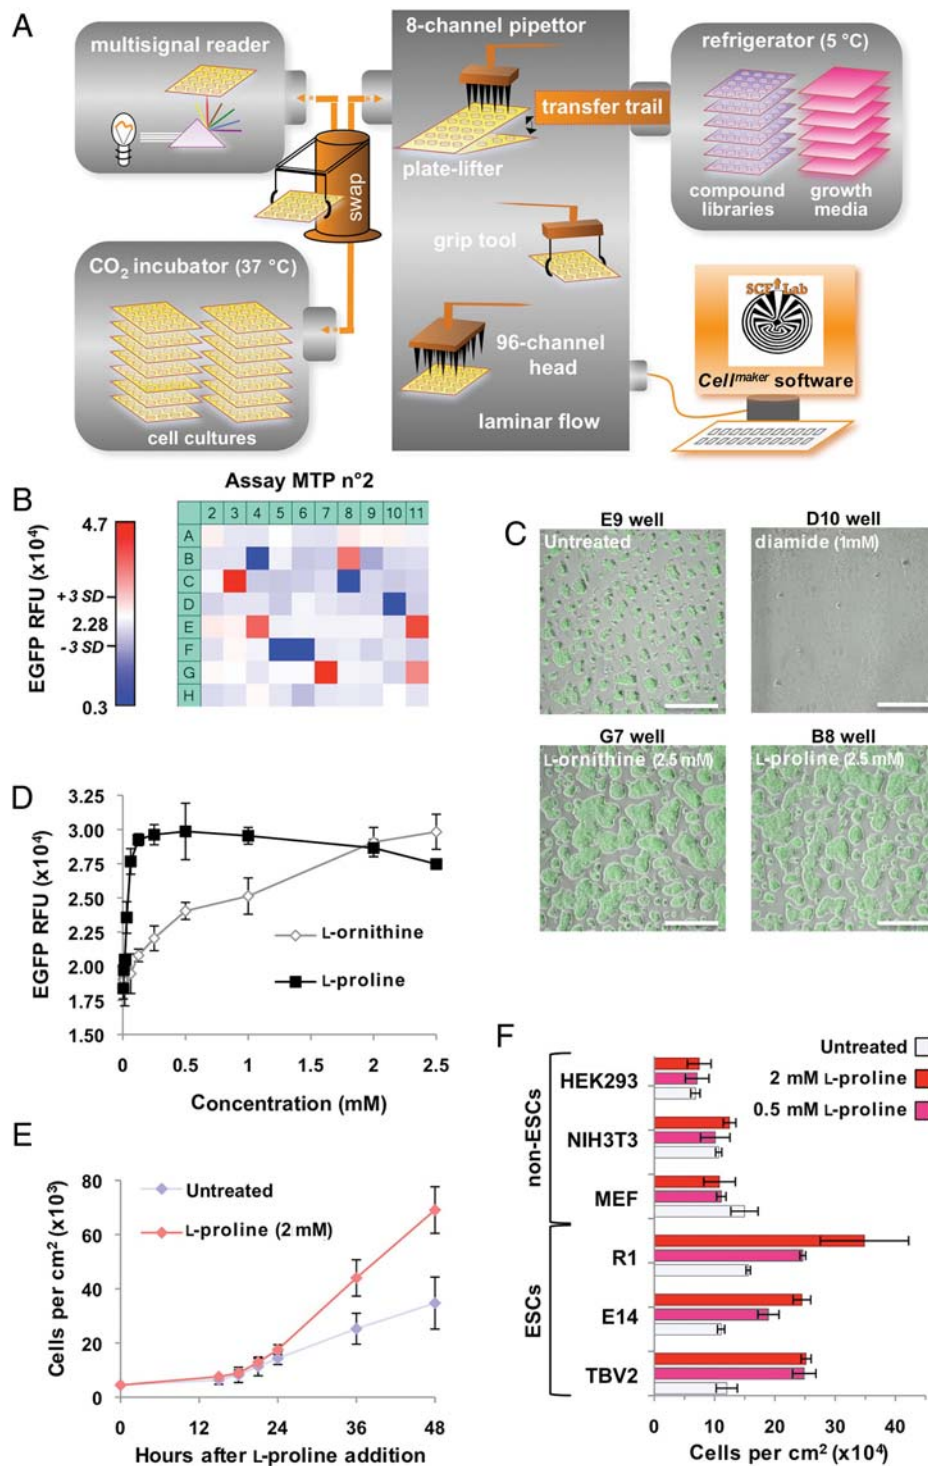 A
multisignal reader
8-channel pipettor
refrigerator (5 °C)
transfer trail
plate-lifter
swap
compound
libraries
growth
media
grip tool
CO2 incubator (37 °C)
cell cultures
96-channel
head
laminar flow
SCF Lab
Cell maker software
B
Assay MTP n°2
2 3 4 5 6 7 8 9 10 11
A
B
C
D
E
F
G
H
EGFP RFU (x10⁴)
4.7
+3 SD
2.28
-3 SD
0.3
C
E9 well
Untreated
D10 well
diamide (1mM)
G7 well
L-ornithine (2.5 mM)
B8 well
L-proline (2.5 mM)
D
EGFP RFU (x10⁴)
3.25
3.00
2.75
2.50
2.25
2.00
1.75
1.50
L-ornithine
L-proline
0 0.5 1 1.5 2 2.5
Concentration (mM)
E
Cells per cm² (x10³)
80
60
40
20
0
Untreated
L-proline (2 mM)
0 12 24 36 48
Hours after L-proline addition
F
Untreated
2 mM L-proline
0.5 mM L-proline
non-ESCs
HEK293
NIH3T3
MEF
ESCs
R1
E14
TBV2
0 10 20 30 40
Cells per cm² (x10⁴)